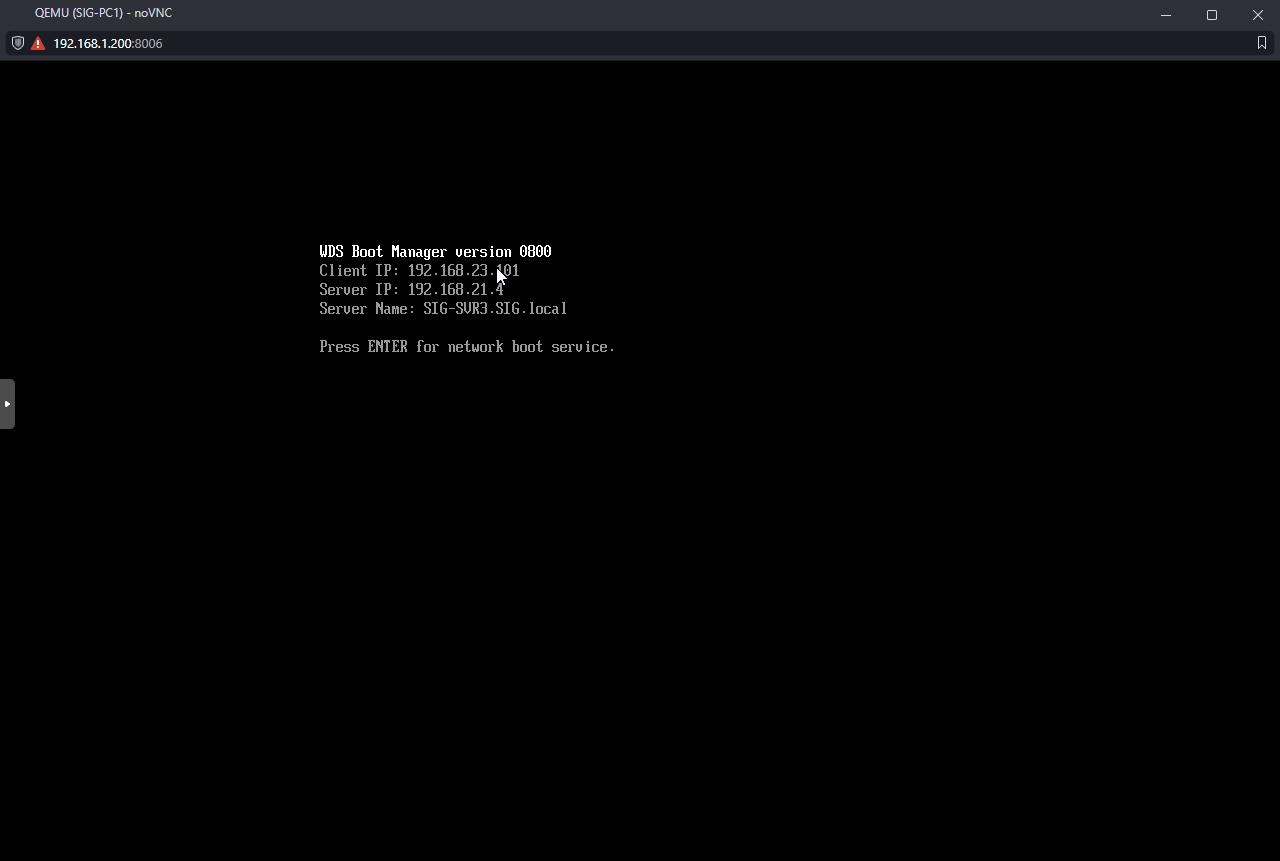 QEMU (SIG-PC1) - noVNC
192.168.1.200:8006
WDS Boot Manager version 0800
Client IP: 192.168.23.101
Server IP: 192.168.21.4
Server Name: SIG-SVR3.SIG.local
Press ENTER for network boot service.